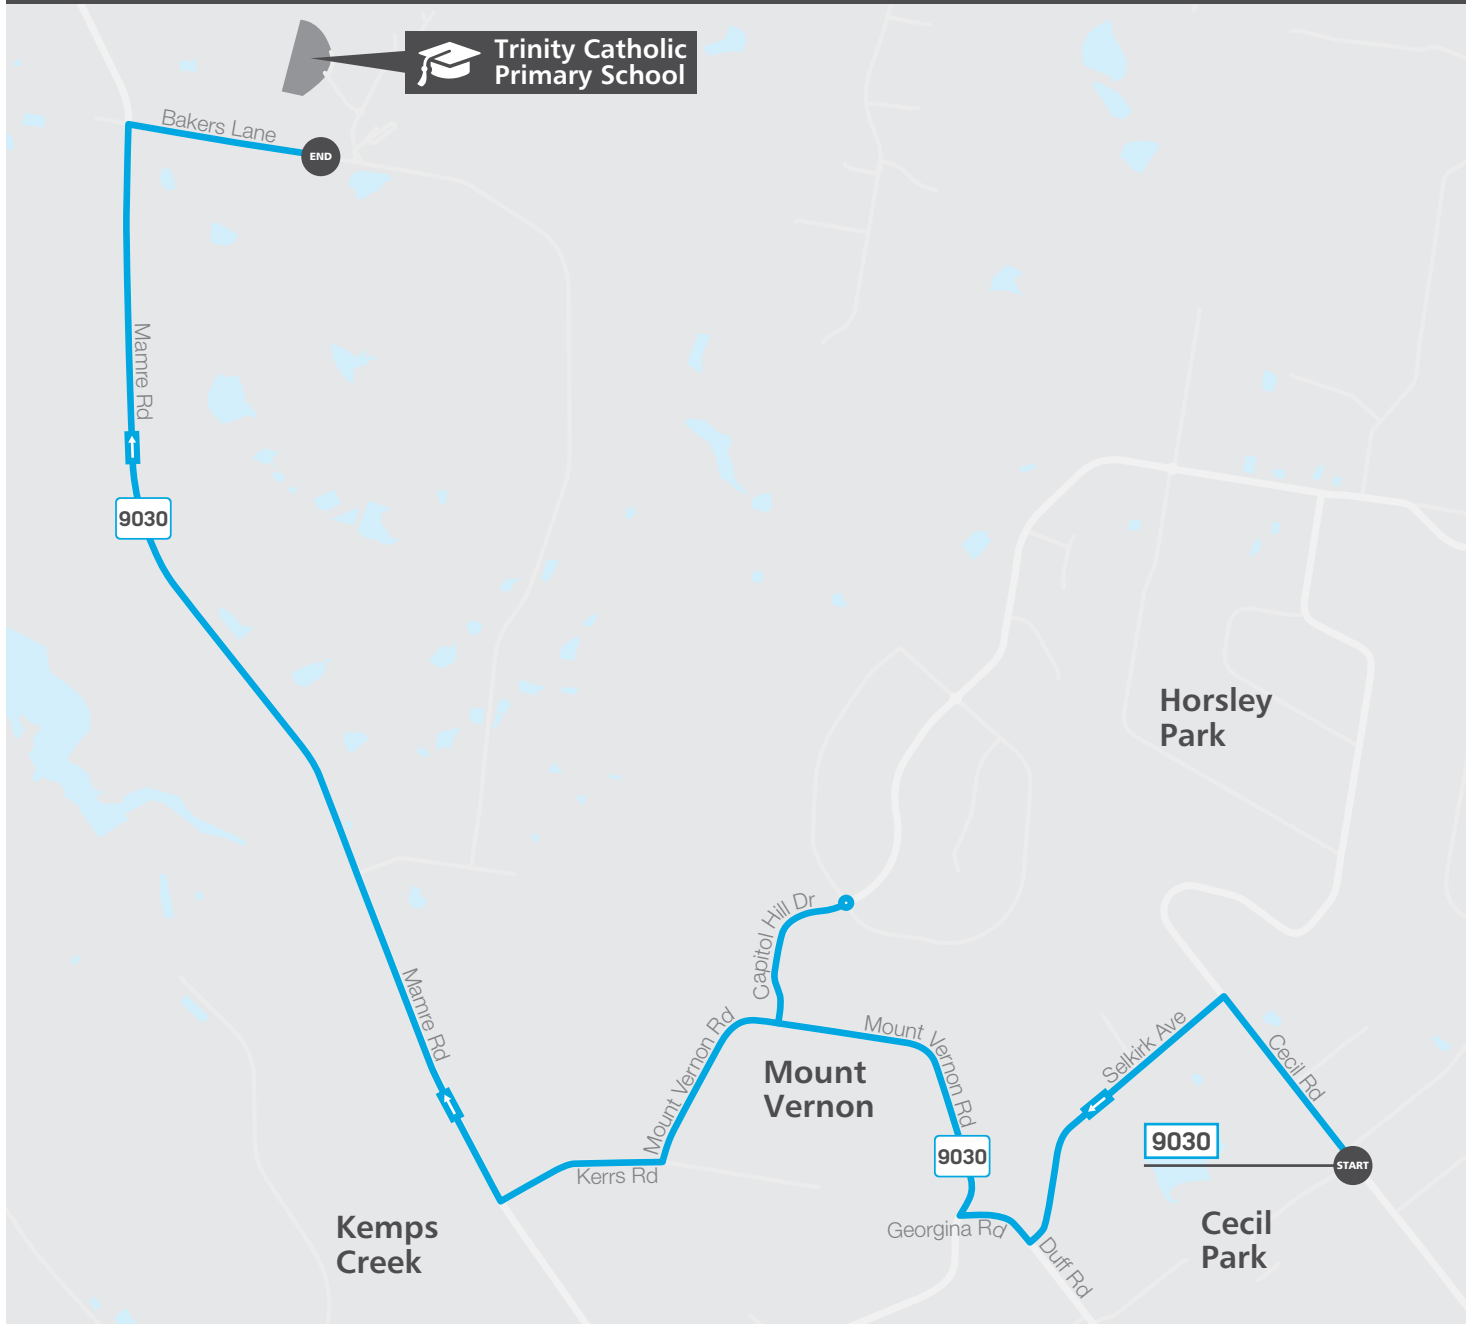 Trinity Catholic
Primary School
Bakers Lane
END
Mamre Rd
9030
Horsley
Park
Capitol Hill Dr
Mamre Rd
Mount Vernon Rd
Mount Vernon Rd
Selkirk Ave
Cecil Rd
Mount
Vernon
9030
9030
START
Kerrs Rd
Georgina Rd
Duff Rd
Kemps
Creek
Cecil
Park